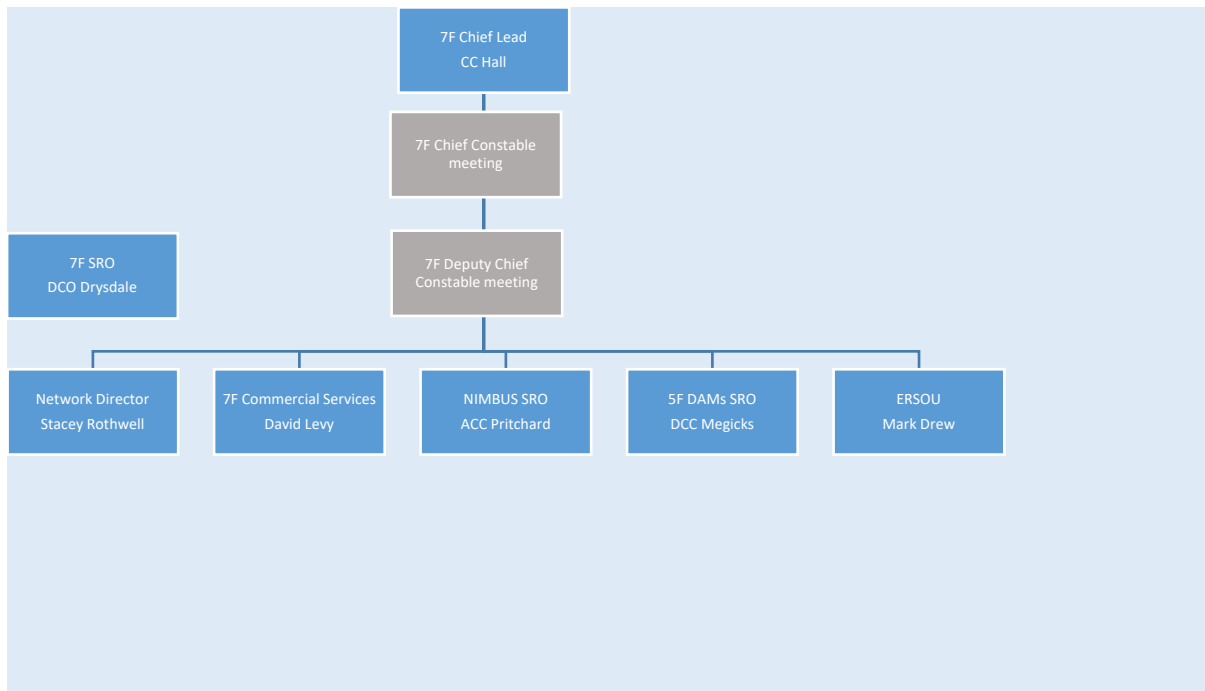 7F Chief Lead
CC Hall
7F Chief Constable
meeting
7F SRO
DCO Drysdale
7F Deputy Chief
Constable meeting
Network Director
Stacey Rothwell
7F Commercial Services
David Levy
NIMBUS SRO
ACC Pritchard
5F DAMs SRO
DCC Megicks
ERSOU
Mark Drew